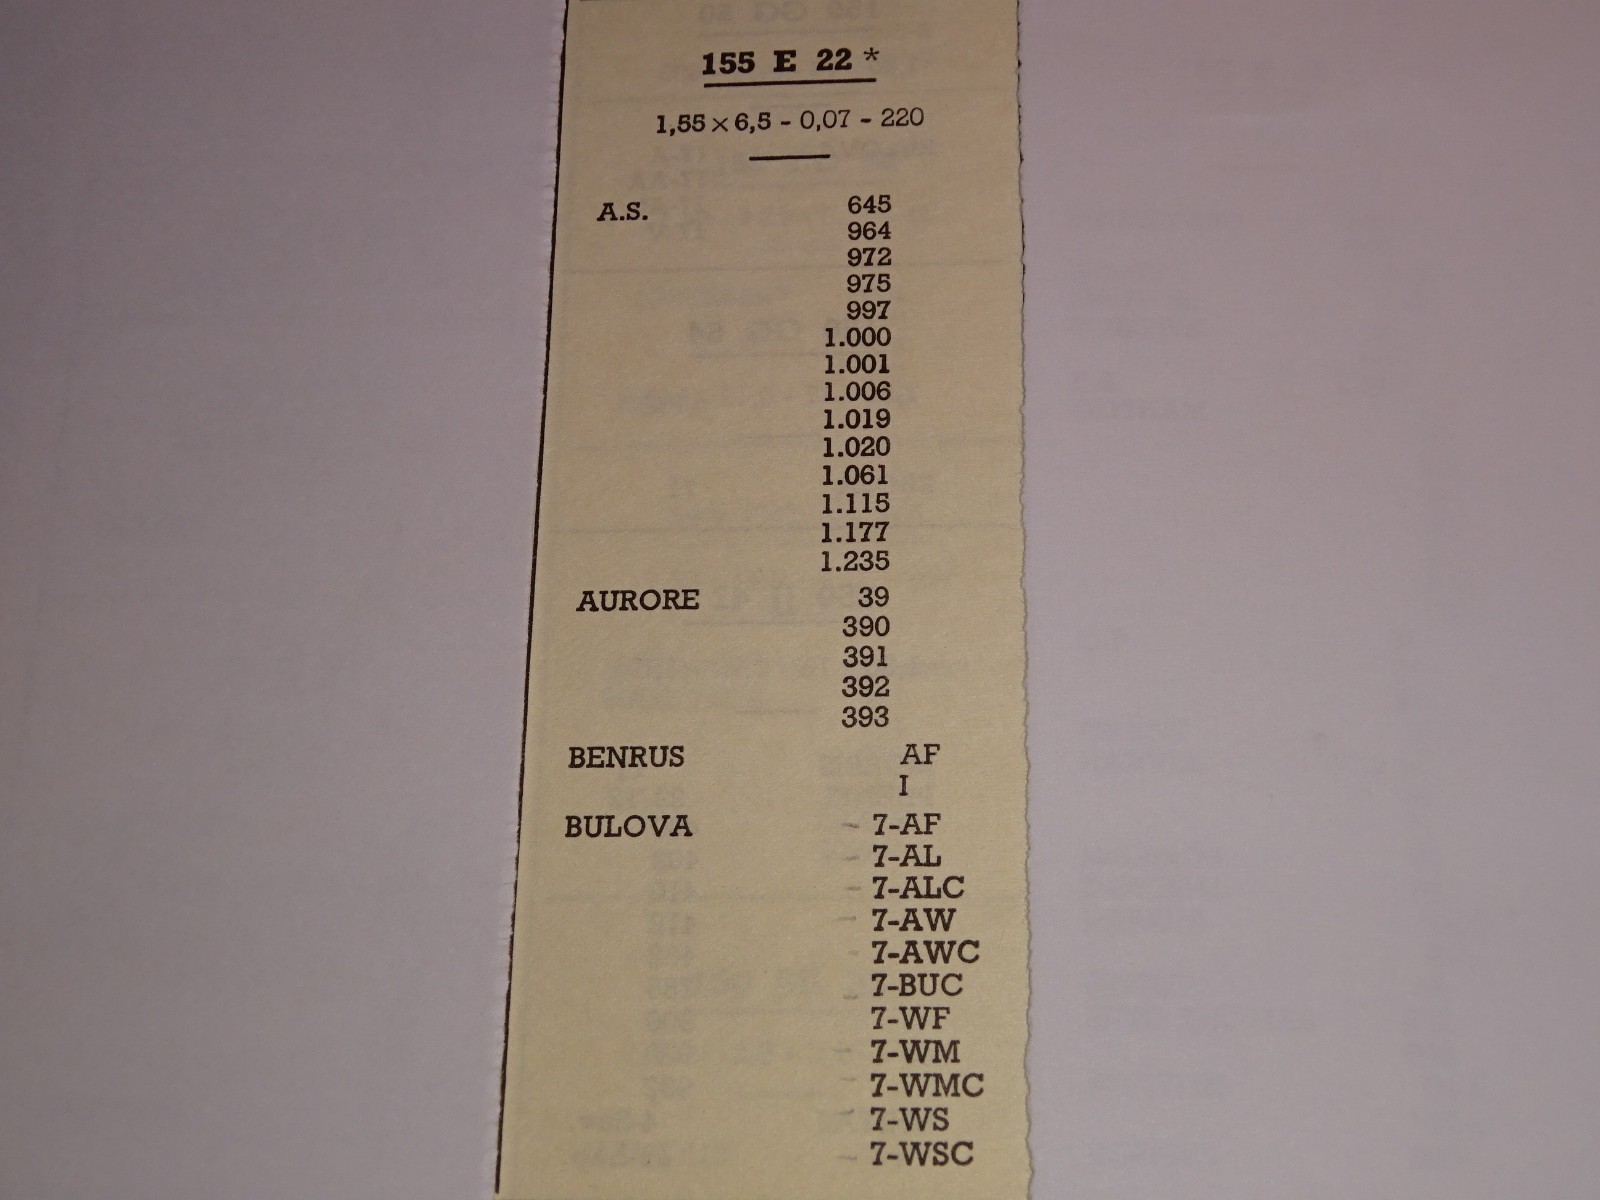 155 E 22 *
1,55 × 6,5 - 0,07 - 220
A.S. 645
964
972
975
997
1.000
1.001
1.006
1.019
1.020
1.061
1.115
1.177
1.235
AURORE 39
390
391
392
393
BENRUS AF
I
BULOVA - 7-AF
- 7-AL
- 7-ALC
- 7-AW
- 7-AWC
- 7-BUC
7-WF
- 7-WM
- 7-WMC
- 7-WS
- 7-WSC